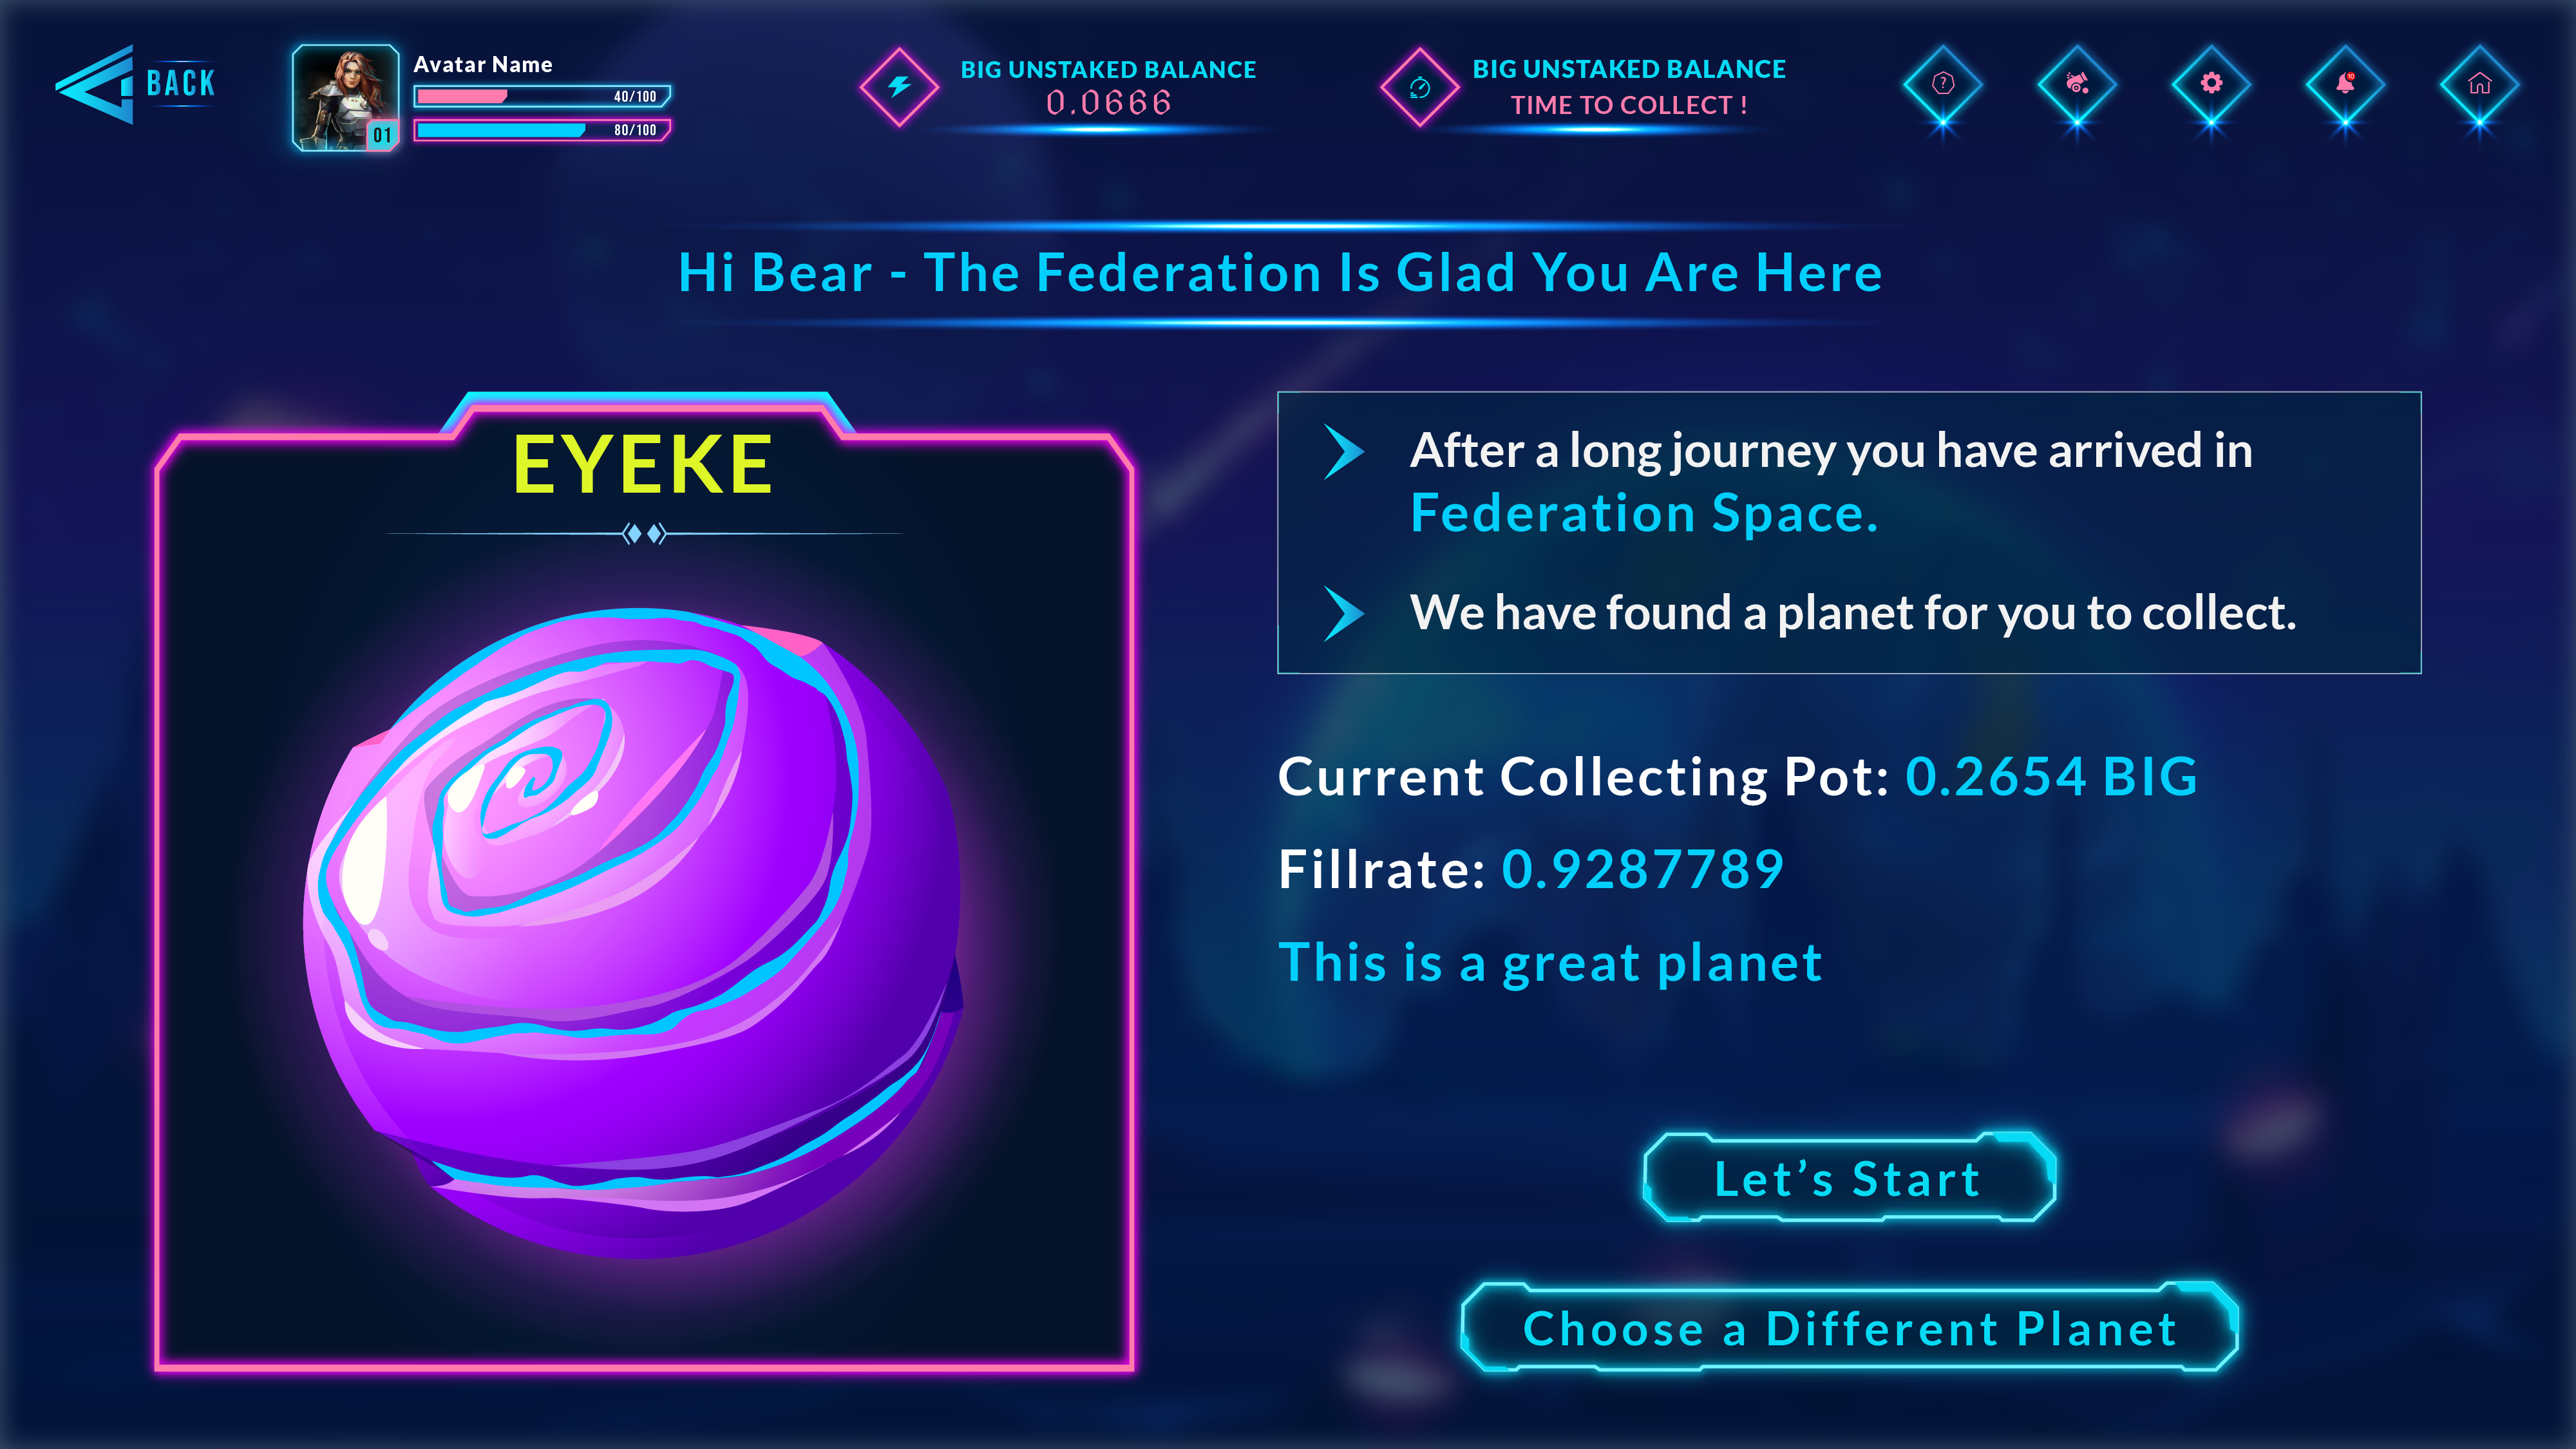 BACK
Avatar Name
40/100
80/100
01
BIG UNSTAKED BALANCE
0.0666
BIG UNSTAKED BALANCE
TIME TO COLLECT !
?
10
Hi Bear - The Federation Is Glad You Are Here
EYEKE
After a long journey you have arrived in
Federation Space.
We have found a planet for you to collect.
Current Collecting Pot: 0.2654 BIG
Fillrate: 0.9287789
This is a great planet
Let’s Start
Choose a Different Planet